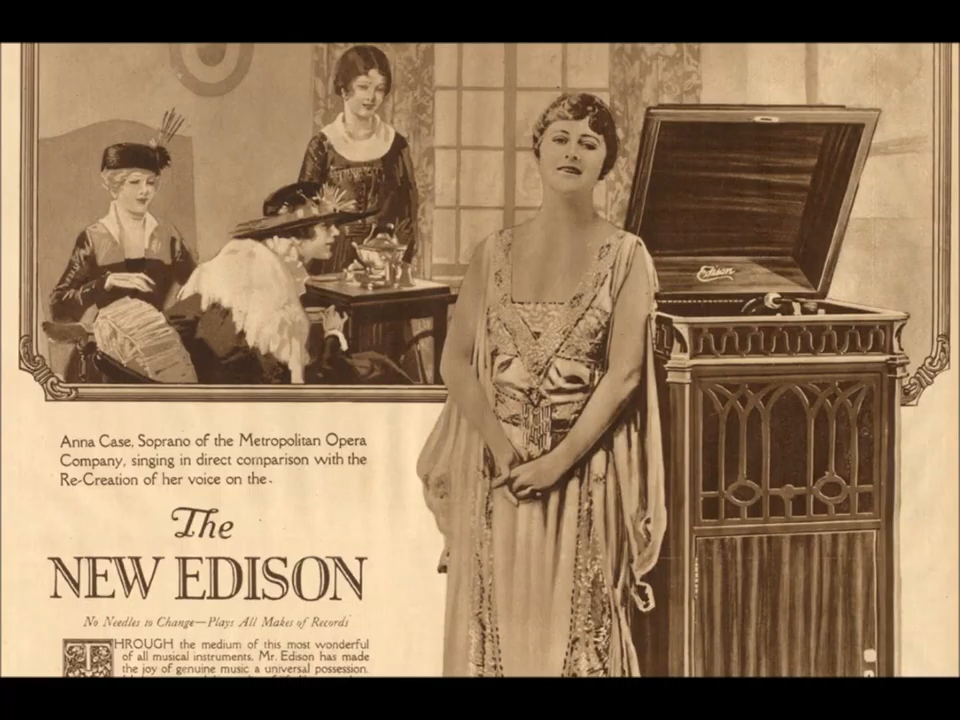 Edison
Anna Case, Soprano of the Metropolitan Opera
Company, singing in direct comparison with the
Re-Creation of her voice on the-
The
NEW EDISON
No Needles to Change—Plays All Makes of Records
THROUGH the medium of this most wonderful
of all musical instruments, Mr. Edison has made
the joy of genuine music a universal possession.